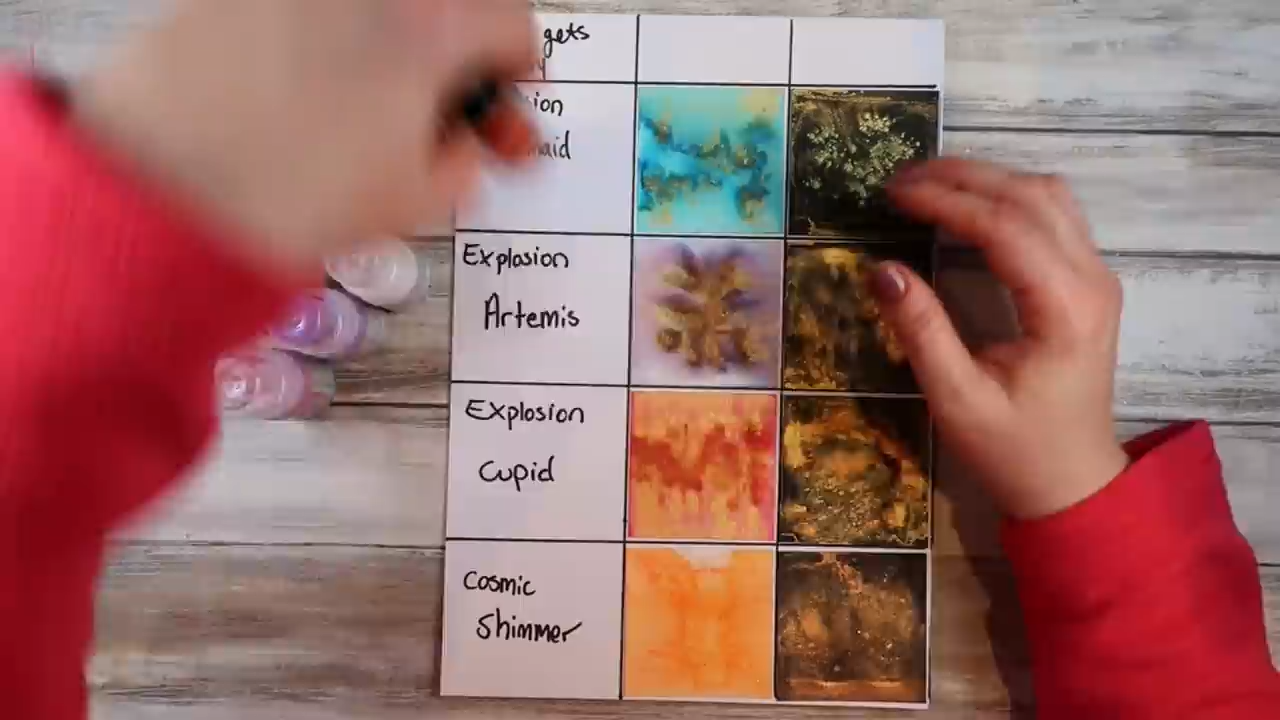 gets
Explosion
Artemis
Explosion
Cupid
Cosmic
Shimmer